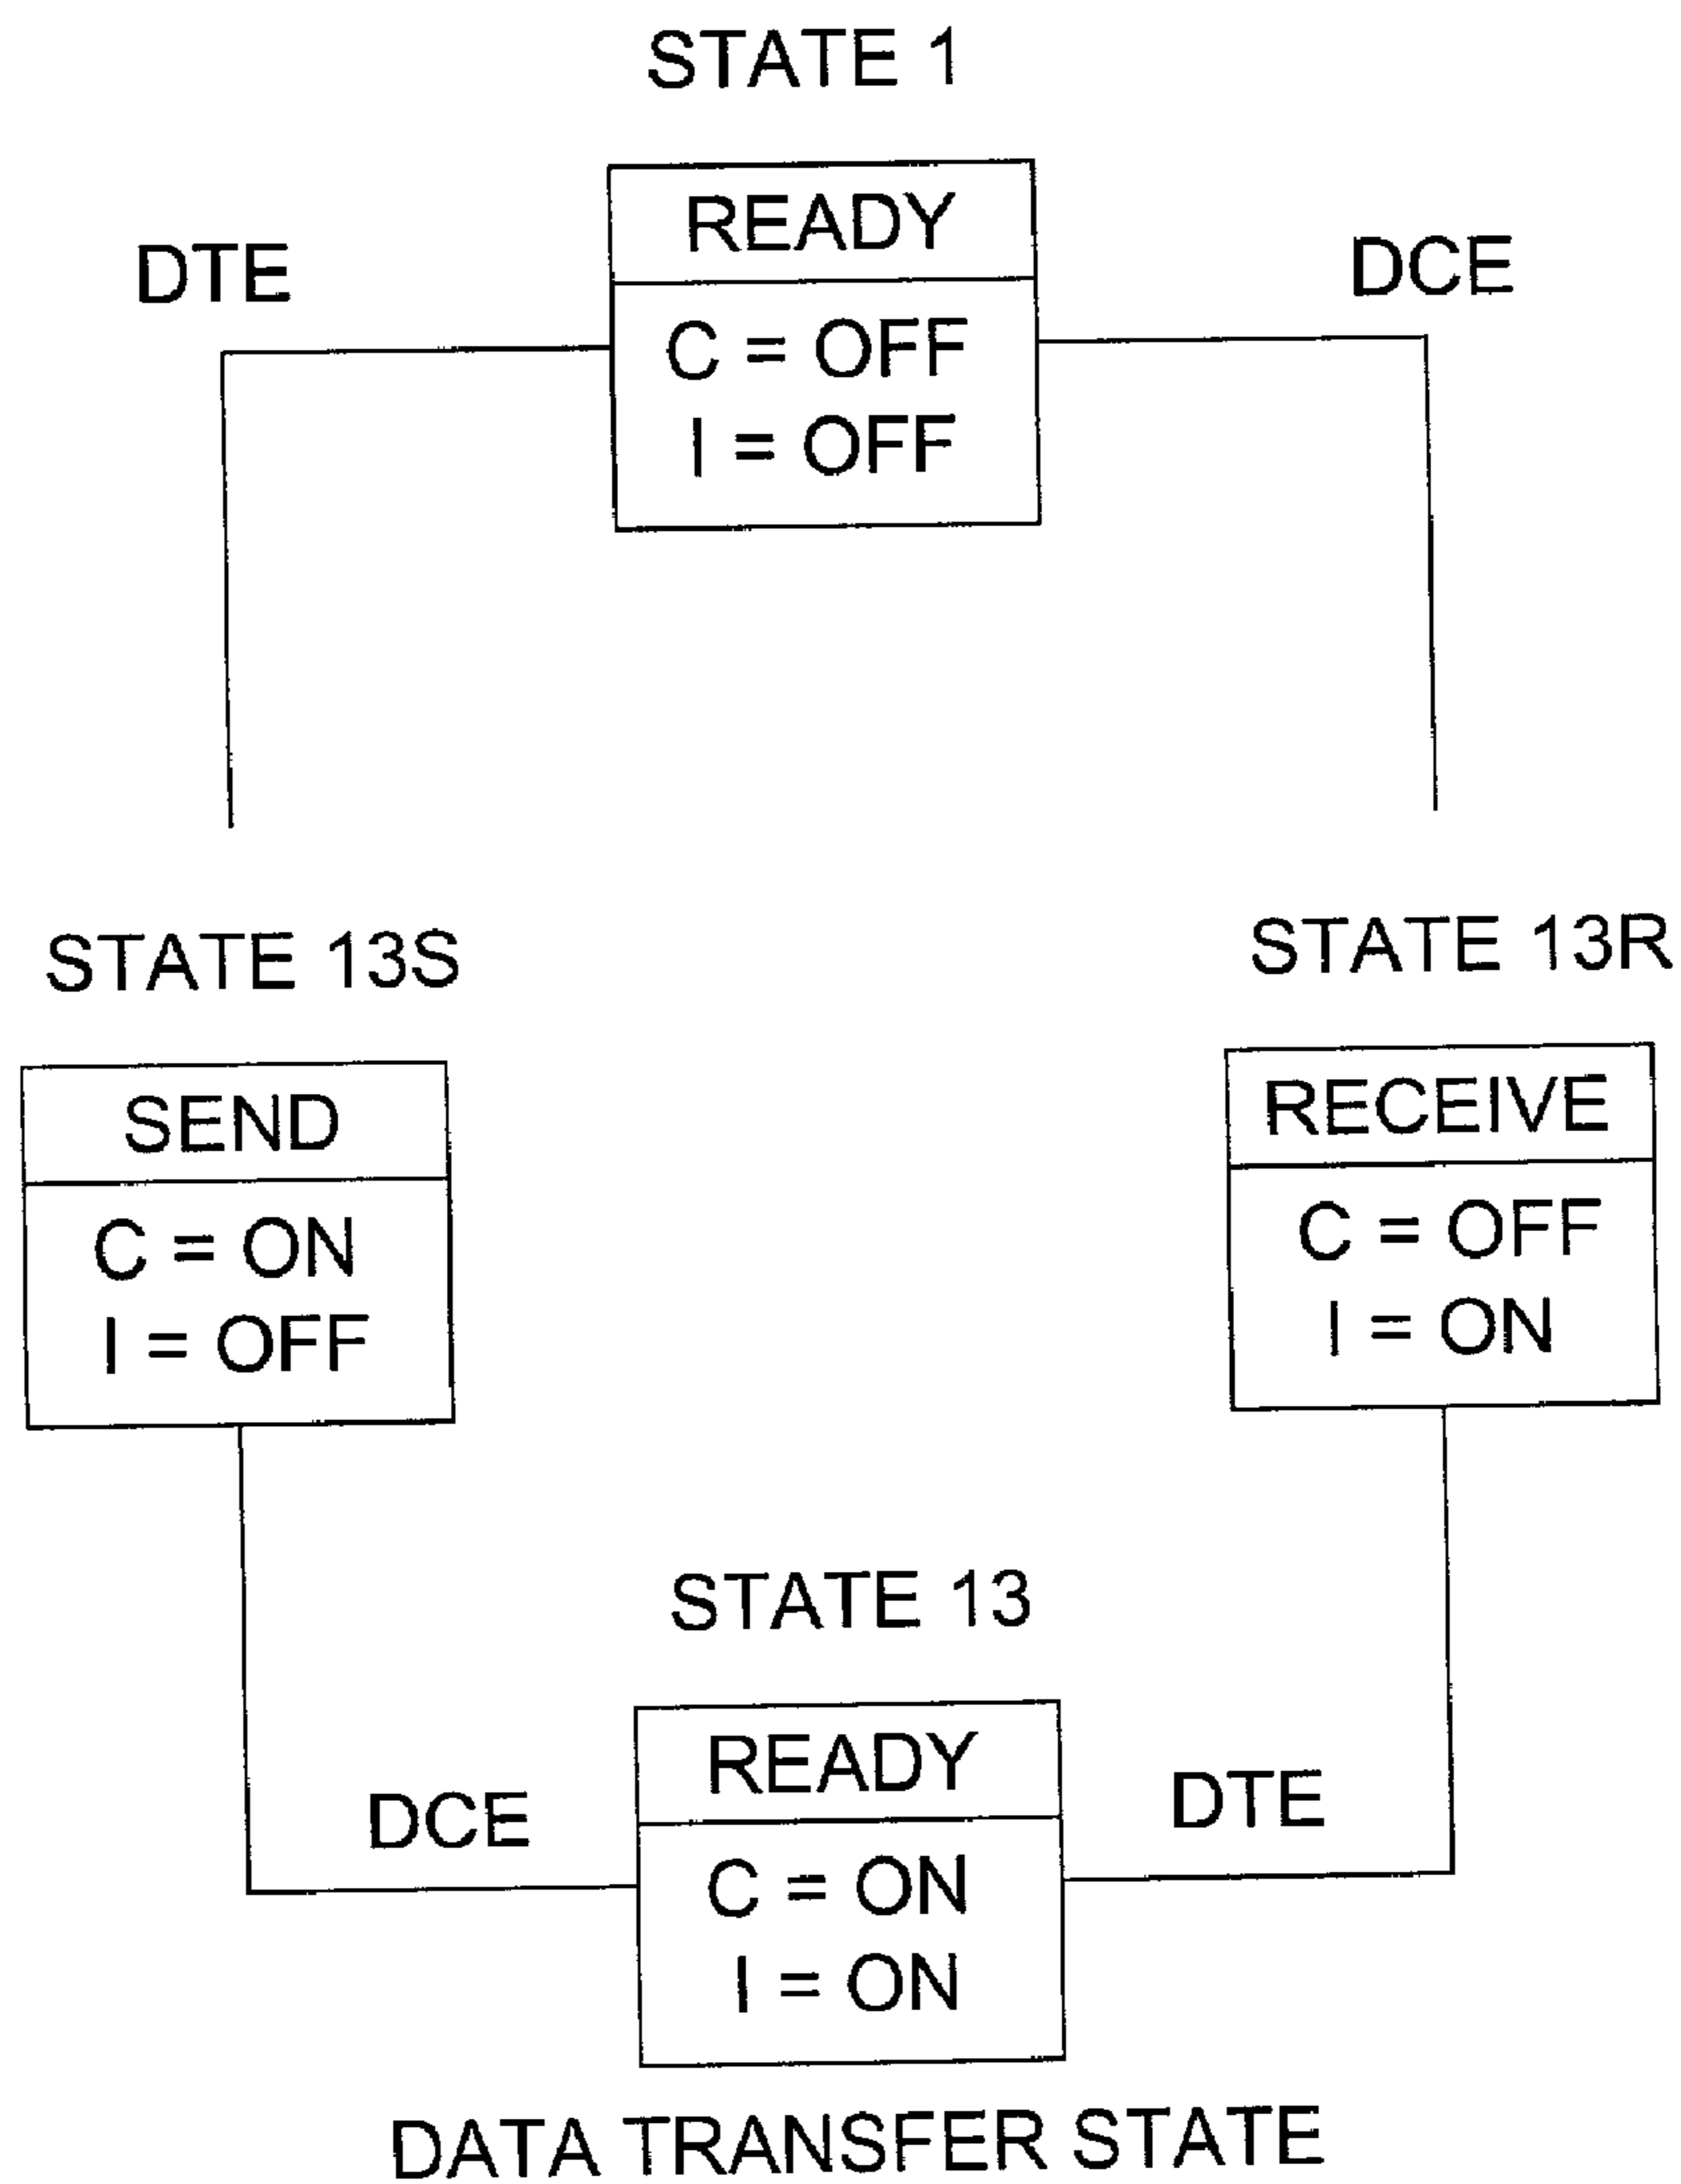 STATE 1
READY
DTE
DCE
C = OFF
I = OFF
STATE 13S
STATE 13R
SEND
RECEIVE
C = ON
I = OFF
C = OFF
I = ON
STATE 13
READY
DCE
DTE
C = ON
I = ON
DATA TRANSFER STATE